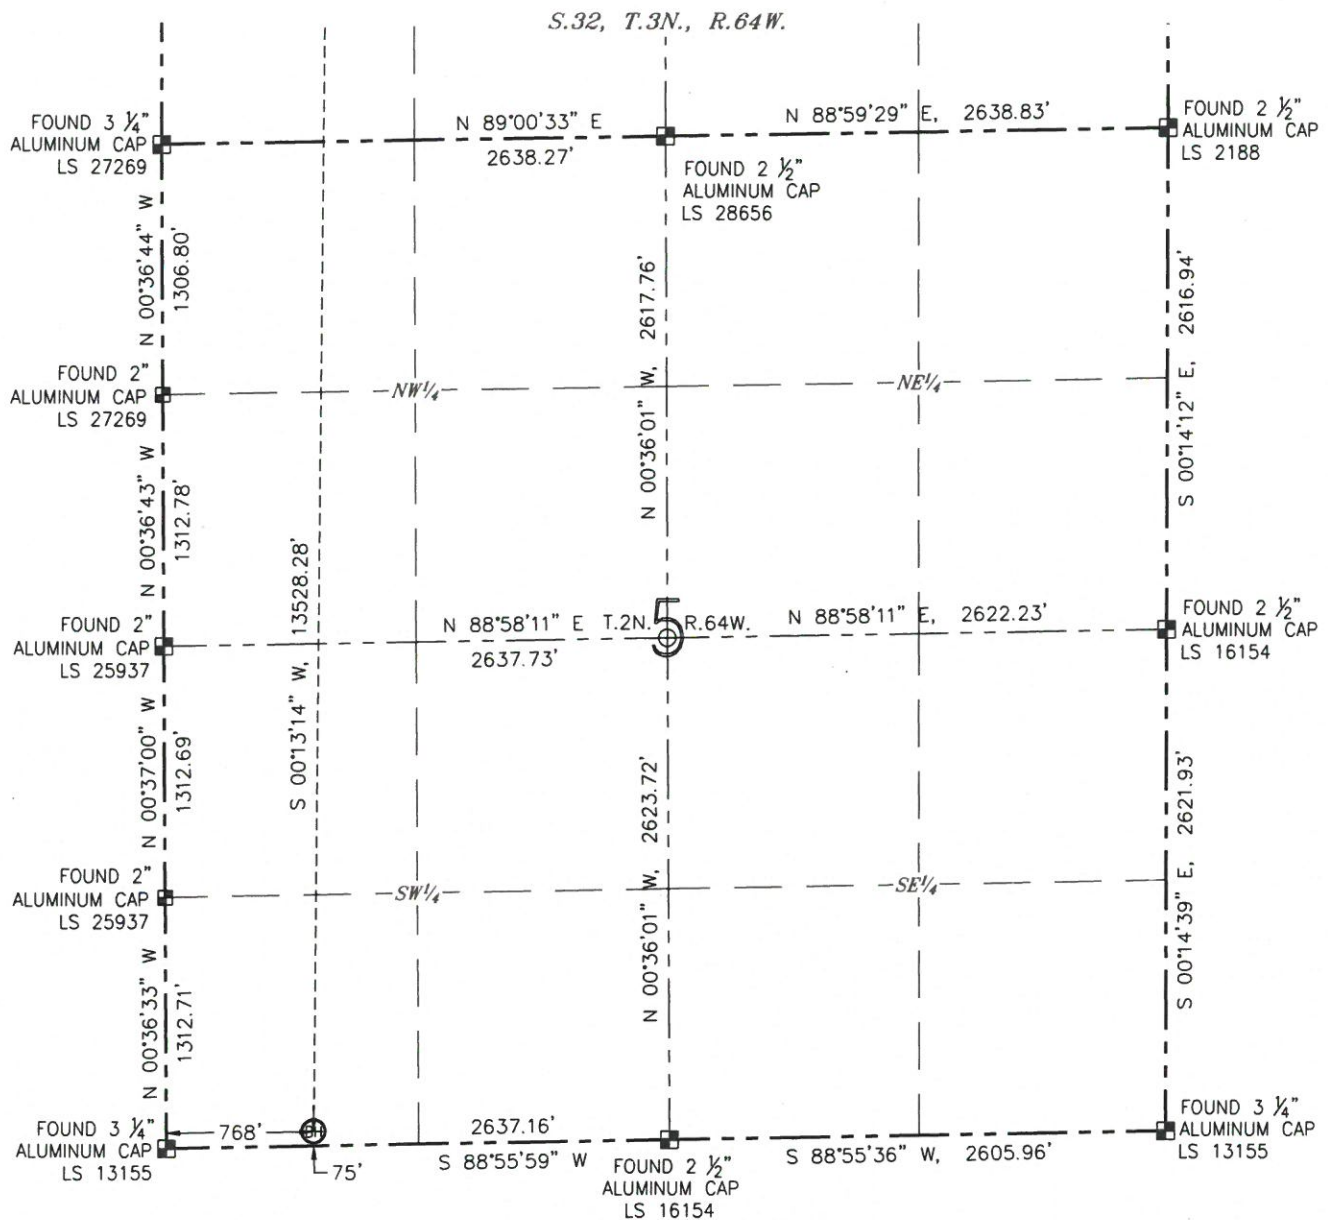 S.32, T.3N., R.64W.
FOUND 3 ¼"
ALUMINUM CAP
LS 27269
N 89°00'33" E
2638.27'
N 88°59'29" E, 2638.83'
FOUND 2 ½"
ALUMINUM CAP
LS 2188
FOUND 2 ½"
ALUMINUM CAP
LS 28656
N 00°36'44" W
1306.80'
N 00°36'01" W, 2617.76'
S 00°14'12" E, 2616.94'
FOUND 2"
ALUMINUM CAP
LS 27269
NW¼
NE¼
N 00°36'43" W
1312.78'
S 00°13'14" W, 13528.28'
FOUND 2"
ALUMINUM CAP
LS 25937
N 88°58'11" E
2637.73'
T.2N. 5 R.64W.
N 88°58'11" E, 2622.23'
FOUND 2 ½"
ALUMINUM CAP
LS 16154
N 00°37'00" W
1312.69'
N 00°36'01" W, 2623.72'
S 00°14'39" E, 2621.93'
FOUND 2"
ALUMINUM CAP
LS 25937
SW¼
SE¼
N 00°36'33" W
1312.71'
FOUND 3 ¼"
ALUMINUM CAP
LS 13155
768'
75'
2637.16'
S 88°55'59" W
FOUND 2 ½"
ALUMINUM CAP
LS 16154
S 88°55'36" W, 2605.96'
FOUND 3 ¼"
ALUMINUM CAP
LS 13155